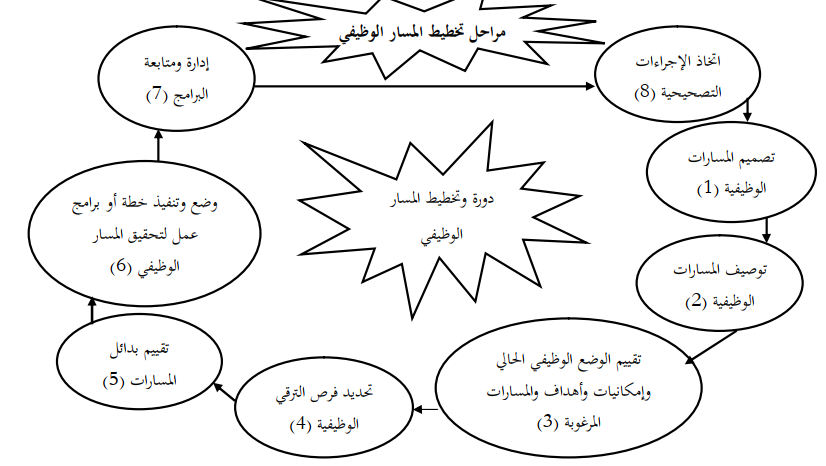 مراحل تخطيط المسار الوظيفي
اتخاذ الإجراءات
التصحيحية (8)
تصميم المسارات
الوظيفية (1)
توصيف المسارات
الوظيفية (2)
تقييم الوضع الوظيفي الحالي
وإمكانيات وأهداف والمسارات
المرغوبة (3)
تحديد فرص الترقي
الوظيفية (4)
تقييم بدائل
المسارات (5)
وضع وتنفيذ خطة أو برامج
عمل لتحقيق المسار
الوظيفي (6)
إدارة ومتابعة
البرامج (7)
دورة وتخطيط المسار
الوظيفي